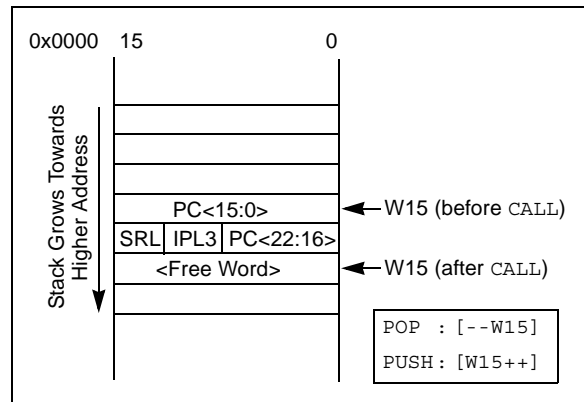 0x0000 15 0
Stack Grows Towards
Higher Address
PC<15:0>
W15 (before CALL)
SRL IPL3 PC<22:16>
<Free Word>
W15 (after CALL)
POP : [--W15]
PUSH: [W15++]